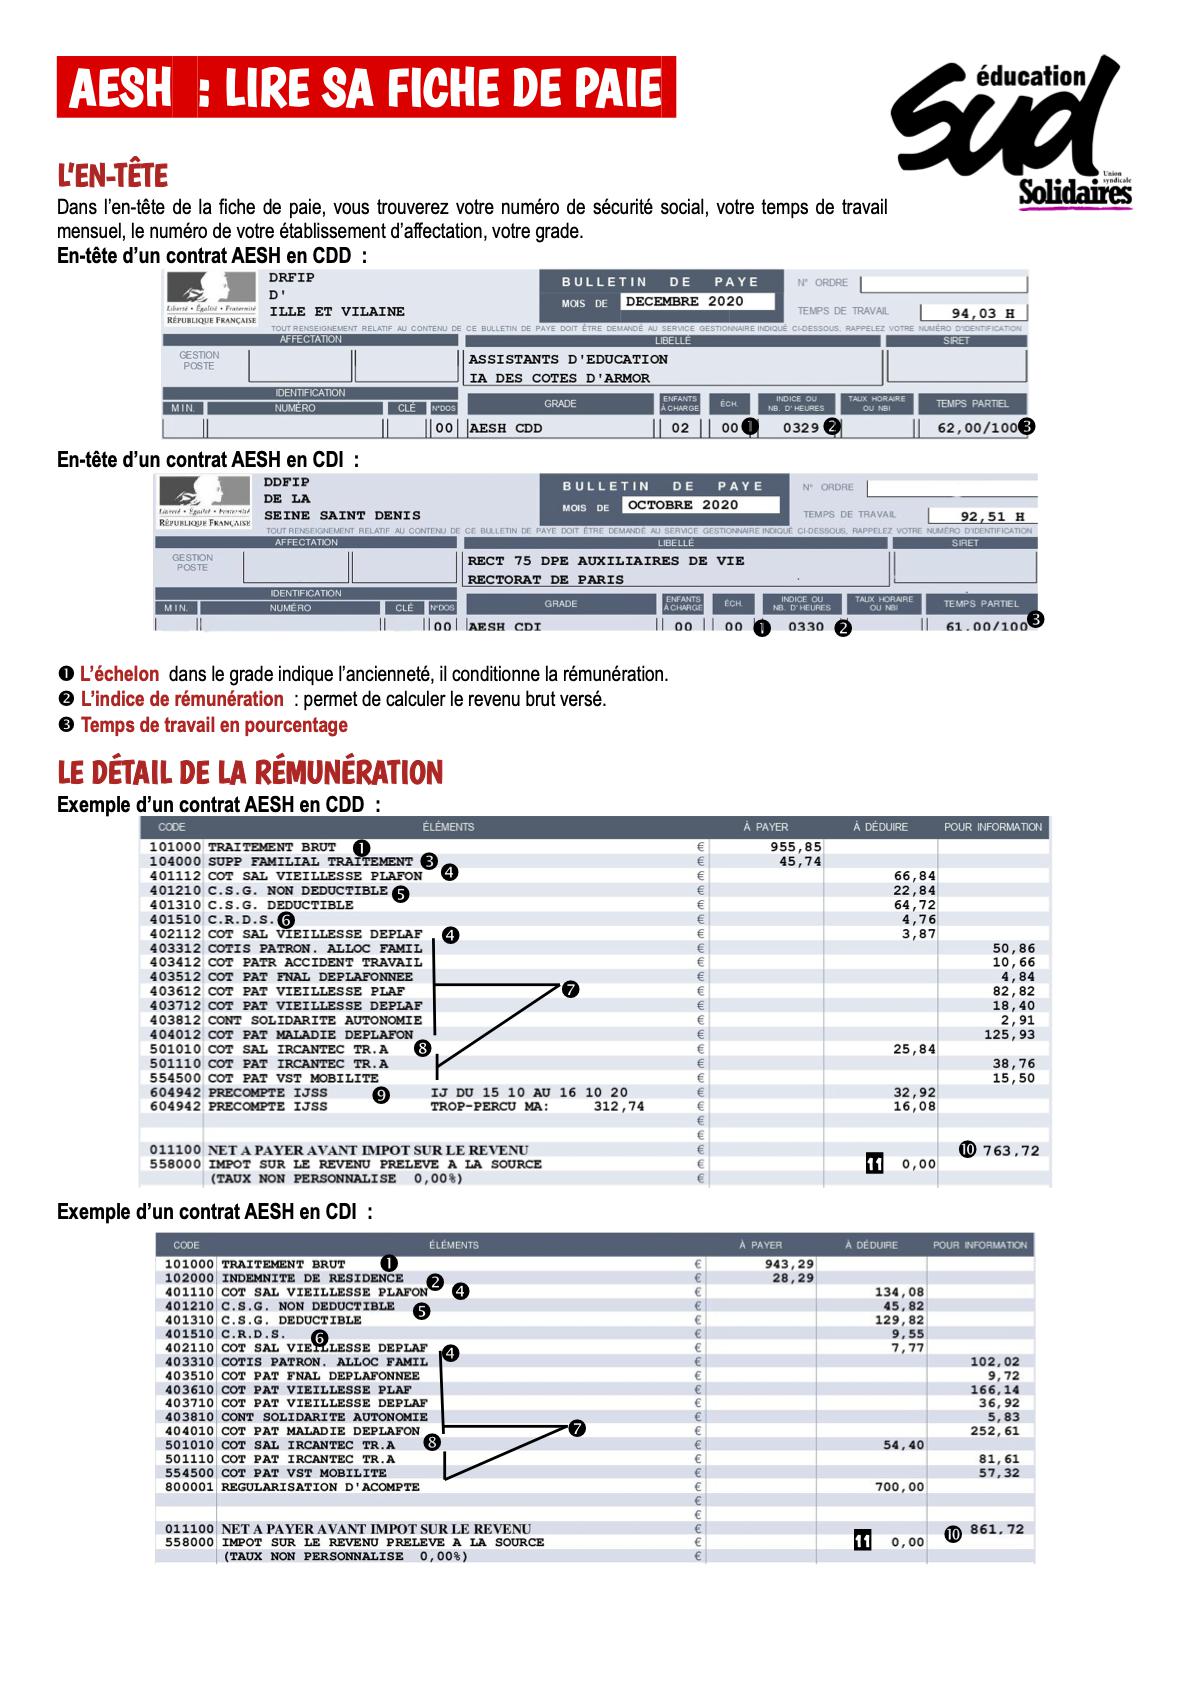 AESH : LIRE SA FICHE DE PAIE
éducation
Sud
Union
syndicale
Solidaires
L'EN-TÊTE
Dans l'en-tête de la fiche de paie, vous trouverez votre numéro de sécurité social, votre temps de travail
mensuel, le numéro de votre établissement d'affectation, votre grade.
En-tête d'un contrat AESH en CDD :
Liberté • Égalité • Fraternité
RÉPUBLIQUE FRANÇAISE
DRFIP
D'
ILLE ET VILAINE
BULLETIN DE PAYE
MOIS DE DECEMBRE 2020
N° ORDRE
TEMPS DE TRAVAIL 94,03 H
TOUT RENSEIGNEMENT RELATIF AU CONTENU DE CE BULLETIN DE PAYE DOIT ÊTRE DEMANDÉ AU SERVICE GESTIONNAIRE INDIQUÉ CI-DESSOUS, RAPPELEZ VOTRE NUMÉRO D'IDENTIFICATION
AFFECTATION LIBELLÉ SIRET
GESTION
POSTE
ASSISTANTS D'EDUCATION
IA DES COTES D'ARMOR
IDENTIFICATION
MIN. NUMÉRO CLÉ N°DOS GRADE ENFANTS À CHARGE ÉCH. INDICE OU NB. D'HEURES TAUX HORAIRE OU NBI TEMPS PARTIEL
00 AESH CDD 02 00 ❶ 0329 ❷ 62,00/100 ❸
En-tête d'un contrat AESH en CDI :
Liberté • Égalité • Fraternité
RÉPUBLIQUE FRANÇAISE
DDFIP
DE LA
SEINE SAINT DENIS
BULLETIN DE PAYE
MOIS DE OCTOBRE 2020
N° ORDRE
TEMPS DE TRAVAIL 92,51 H
TOUT RENSEIGNEMENT RELATIF AU CONTENU DE CE BULLETIN DE PAYE DOIT ÊTRE DEMANDÉ AU SERVICE GESTIONNAIRE INDIQUÉ CI-DESSOUS, RAPPELEZ VOTRE NUMÉRO D'IDENTIFICATION
AFFECTATION LIBELLÉ SIRET
GESTION
POSTE
RECT 75 DPE AUXILIAIRES DE VIE
RECTORAT DE PARIS
IDENTIFICATION
MIN. NUMÉRO CLÉ N°DOS GRADE ENFANTS À CHARGE ÉCH. INDICE OU NB. D'HEURES TAUX HORAIRE OU NBI TEMPS PARTIEL
00 AESH CDI 00 00 ❶ 0330 ❷ 61,00/100 ❸
❶ L'échelon dans le grade indique l'ancienneté, il conditionne la rémunération.
❷ L'indice de rémunération : permet de calculer le revenu brut versé.
❸ Temps de travail en pourcentage
LE DÉTAIL DE LA RÉMUNÉRATION
Exemple d'un contrat AESH en CDD :
CODE ÉLÉMENTS À PAYER À DÉDUIRE POUR INFORMATION
101000 TRAITEMENT BRUT ❶ € 955,85
104000 SUPP FAMILIAL TRAITEMENT ❸ € 45,74
401112 COT SAL VIEILLESSE PLAFON ❹ € 66,84
401210 C.S.G. NON DEDUCTIBLE ❺ € 22,84
401310 C.S.G. DEDUCTIBLE € 64,72
401510 C.R.D.S. ❻ € 4,76
402112 COT SAL VIEILLESSE DEPLAF ❹ € 3,87
403312 COTIS PATRON. ALLOC FAMIL € 50,86
403412 COT PATR ACCIDENT TRAVAIL € 10,66
403512 COT PAT FNAL DEPLAFONNEE € 4,84
403612 COT PAT VIEILLESSE PLAF ❼ € 82,82
403712 COT PAT VIEILLESSE DEPLAF € 18,40
403812 CONT SOLIDARITE AUTONOMIE € 2,91
404012 COT PAT MALADIE DEPLAFON € 125,93
501010 COT SAL IRCANTEC TR.A ❽ € 25,84
501110 COT PAT IRCANTEC TR.A € 38,76
554500 COT PAT VST MOBILITE € 15,50
604942 PRECOMPTE IJSS ❾ IJ DU 15 10 AU 16 10 20 € 32,92
604942 PRECOMPTE IJSS TROP-PERCU MA: 312,74 € 16,08
€
€
011100 NET A PAYER AVANT IMPOT SUR LE REVENU € ❿ 763,72
558000 IMPOT SUR LE REVENU PRELEVE A LA SOURCE € 11 0,00
(TAUX NON PERSONNALISE 0,00%) €
Exemple d'un contrat AESH en CDI :
CODE ÉLÉMENTS À PAYER À DÉDUIRE POUR INFORMATION
101000 TRAITEMENT BRUT ❶ € 943,29
102000 INDEMNITE DE RESIDENCE ❷ € 28,29
401110 COT SAL VIEILLESSE PLAFON ❹ € 134,08
401210 C.S.G. NON DEDUCTIBLE ❺ € 45,82
401310 C.S.G. DEDUCTIBLE € 129,82
401510 C.R.D.S. ❻ € 9,55
402110 COT SAL VIEILLESSE DEPLAF ❹ € 7,77
403310 COTIS PATRON. ALLOC FAMIL € 102,02
403510 COT PAT FNAL DEPLAFONNEE € 9,72
403610 COT PAT VIEILLESSE PLAF € 166,14
403710 COT PAT VIEILLESSE DEPLAF € 36,92
403810 CONT SOLIDARITE AUTONOMIE € 5,83
404010 COT PAT MALADIE DEPLAFON ❼ € 252,61
501010 COT SAL IRCANTEC TR.A ❽ € 54,40
501110 COT PAT IRCANTEC TR.A € 81,61
554500 COT PAT VST MOBILITE € 57,32
800001 REGULARISATION D'ACOMPTE € 700,00
€
€
011100 NET A PAYER AVANT IMPOT SUR LE REVENU € ❿ 861,72
558000 IMPOT SUR LE REVENU PRELEVE A LA SOURCE € 11 0,00
(TAUX NON PERSONNALISE 0,00%) €